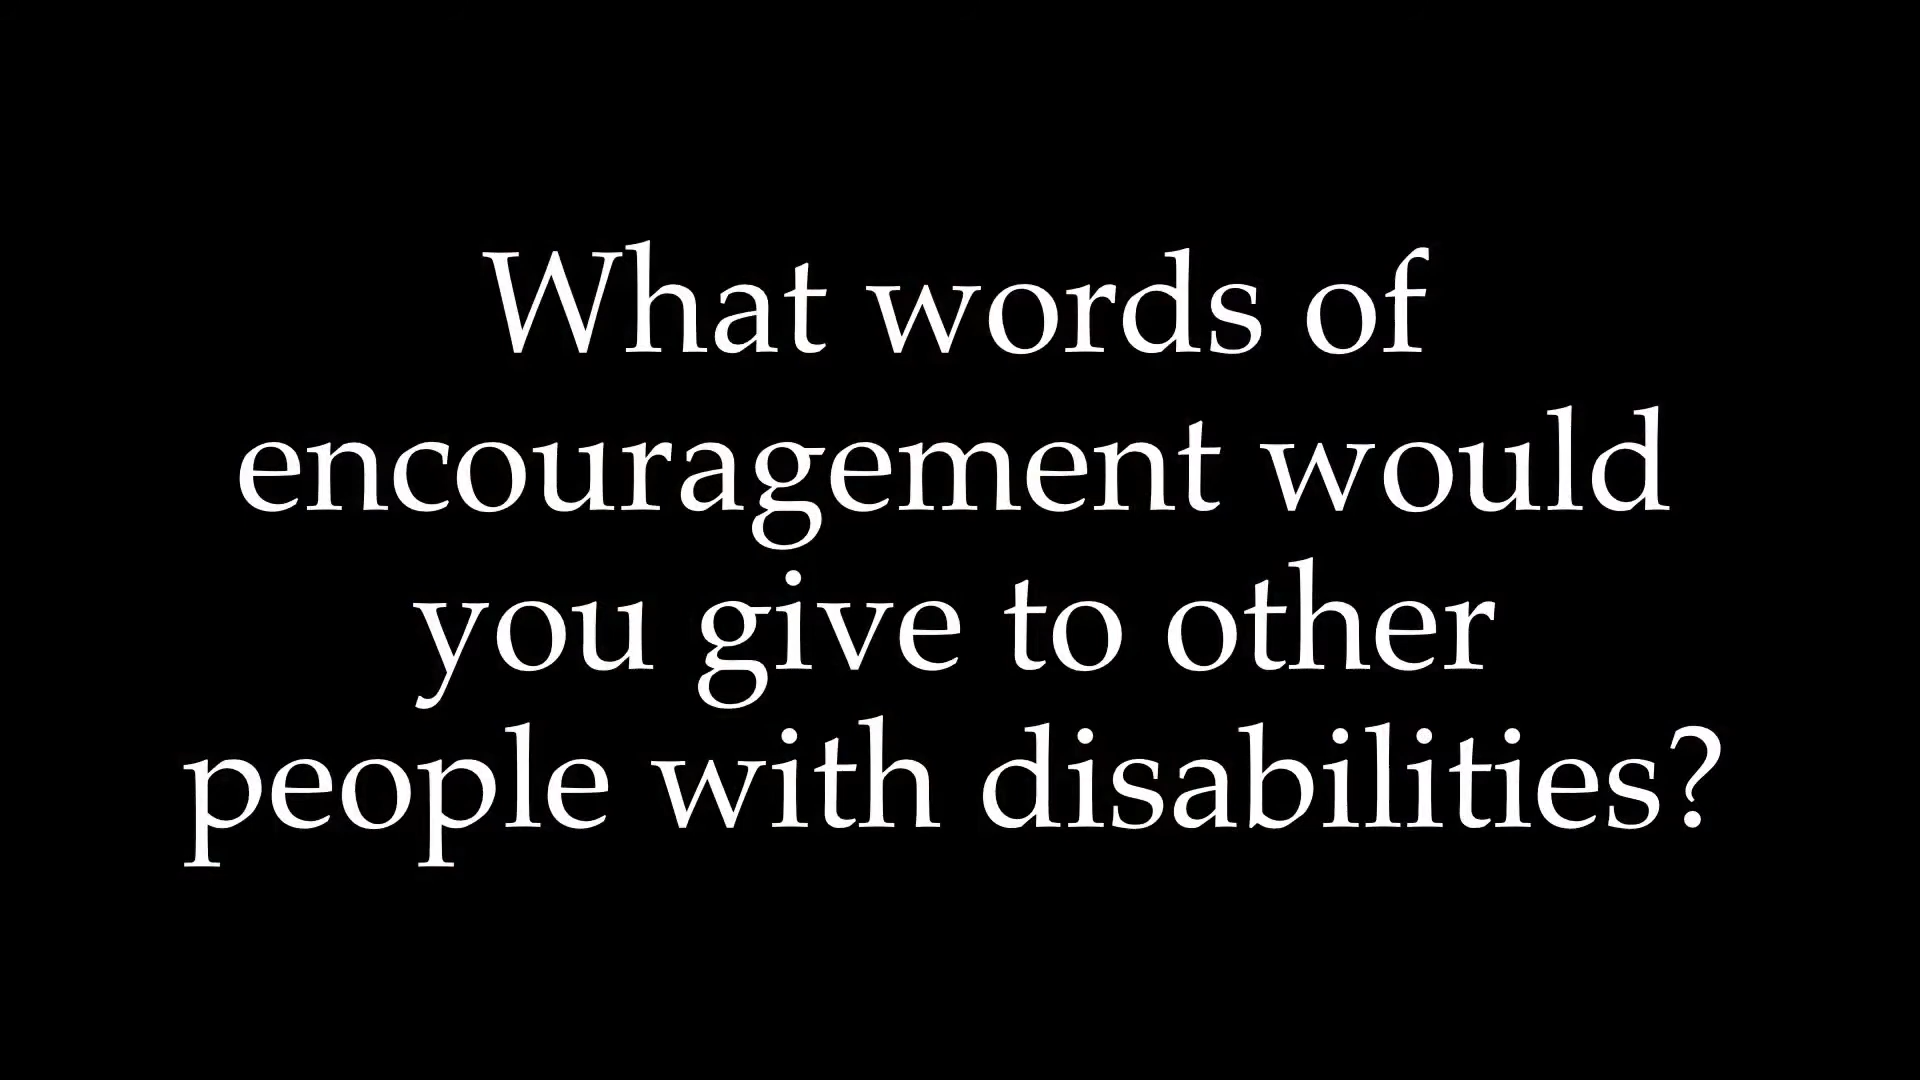 What words of
encouragement would
you give to other
people with disabilities?